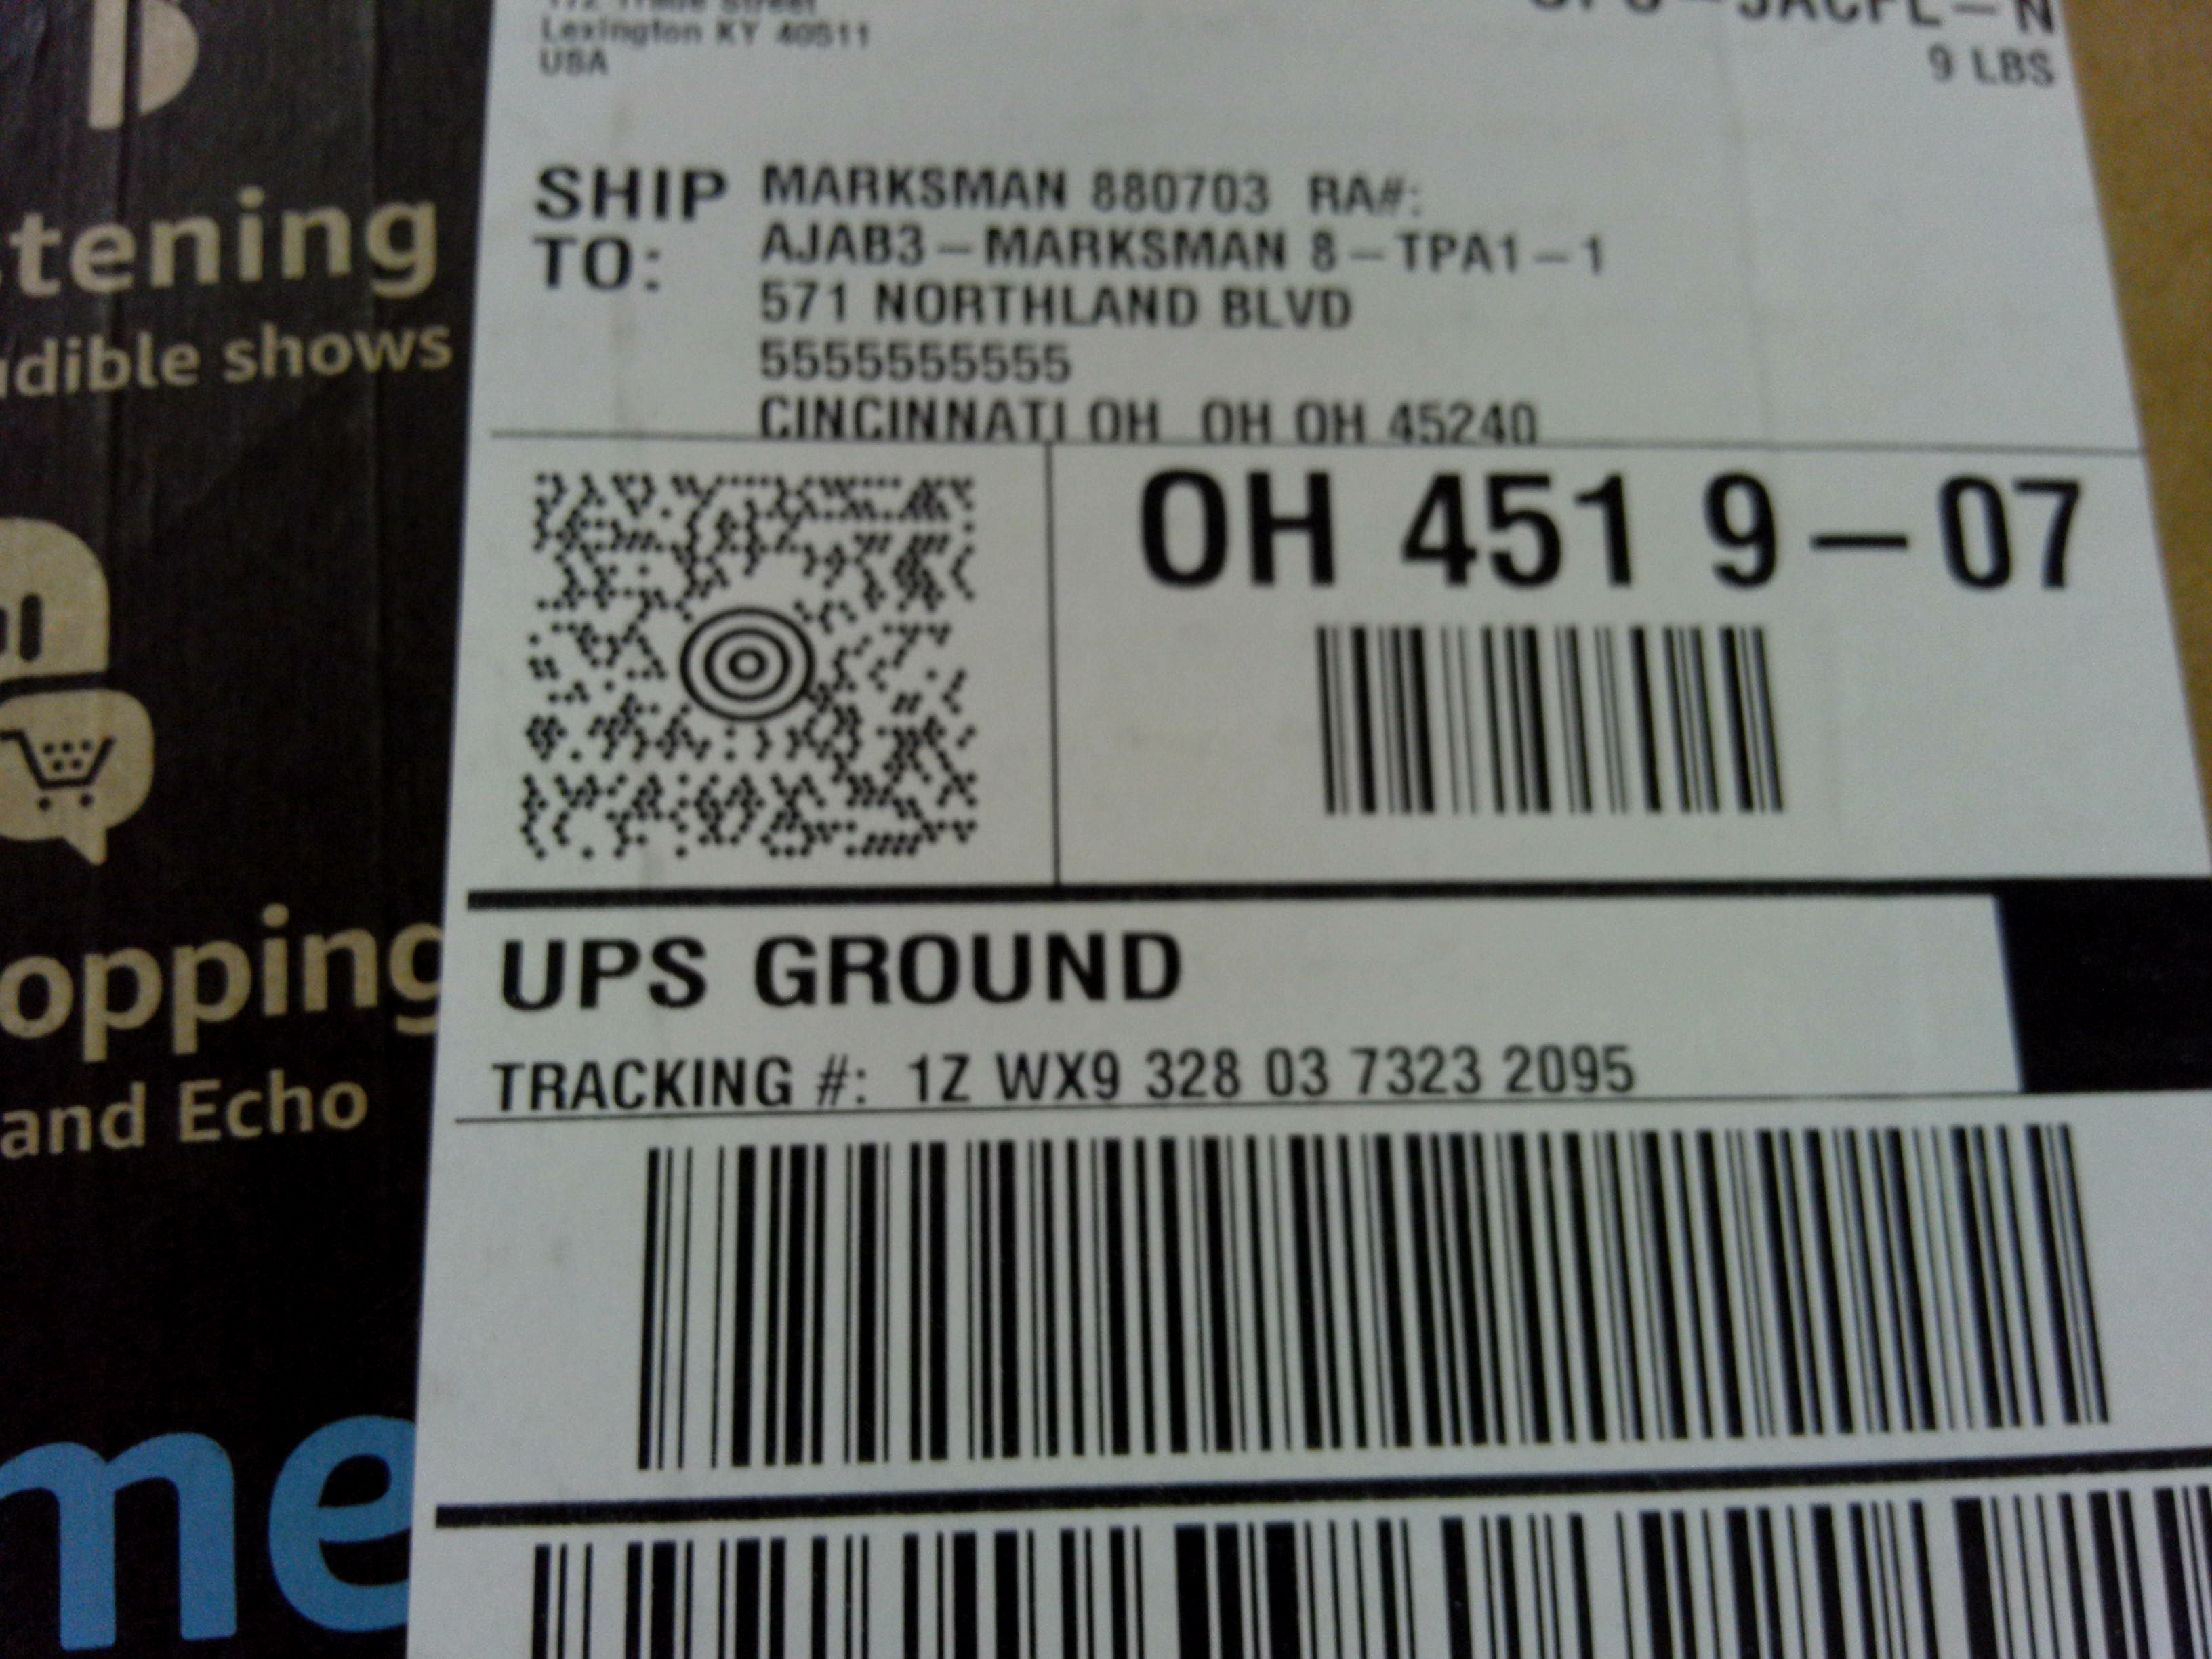 Lexington KY 40511
USA
9 LBS
SHIP TO:
MARKSMAN 880703 RA#:
AJAB3-MARKSMAN 8-TPA1-1
571 NORTHLAND BLVD
5555555555
CINCINNATI OH OH OH 45240
OH 451 9-07
UPS GROUND
TRACKING #: 1Z WX9 328 03 7323 2095
stening
udible shows
opping
and Echo
me